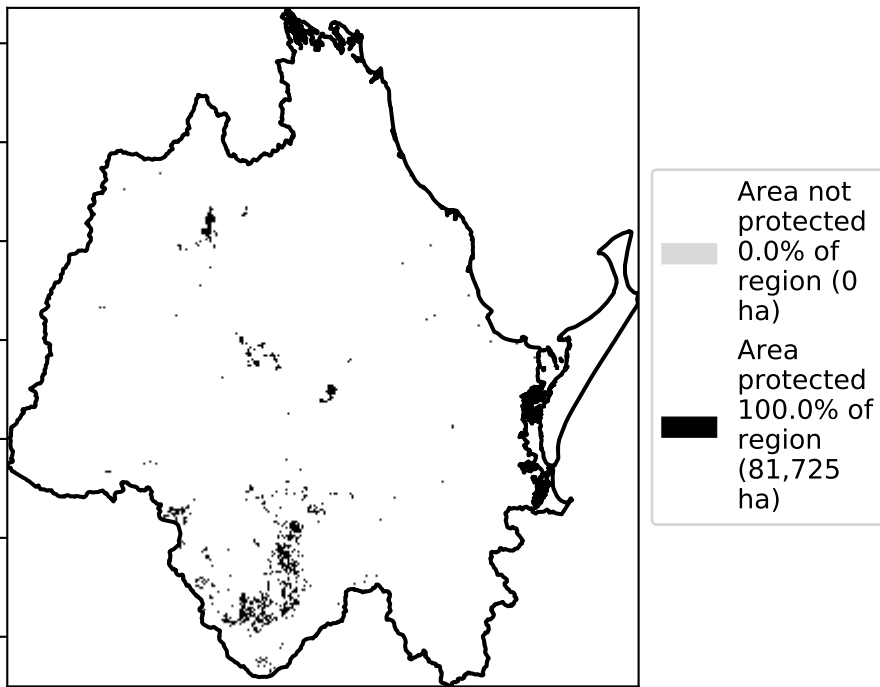 Area not
protected
0.0% of
region (0
ha)
Area
protected
100.0% of
region
(81,725
ha)